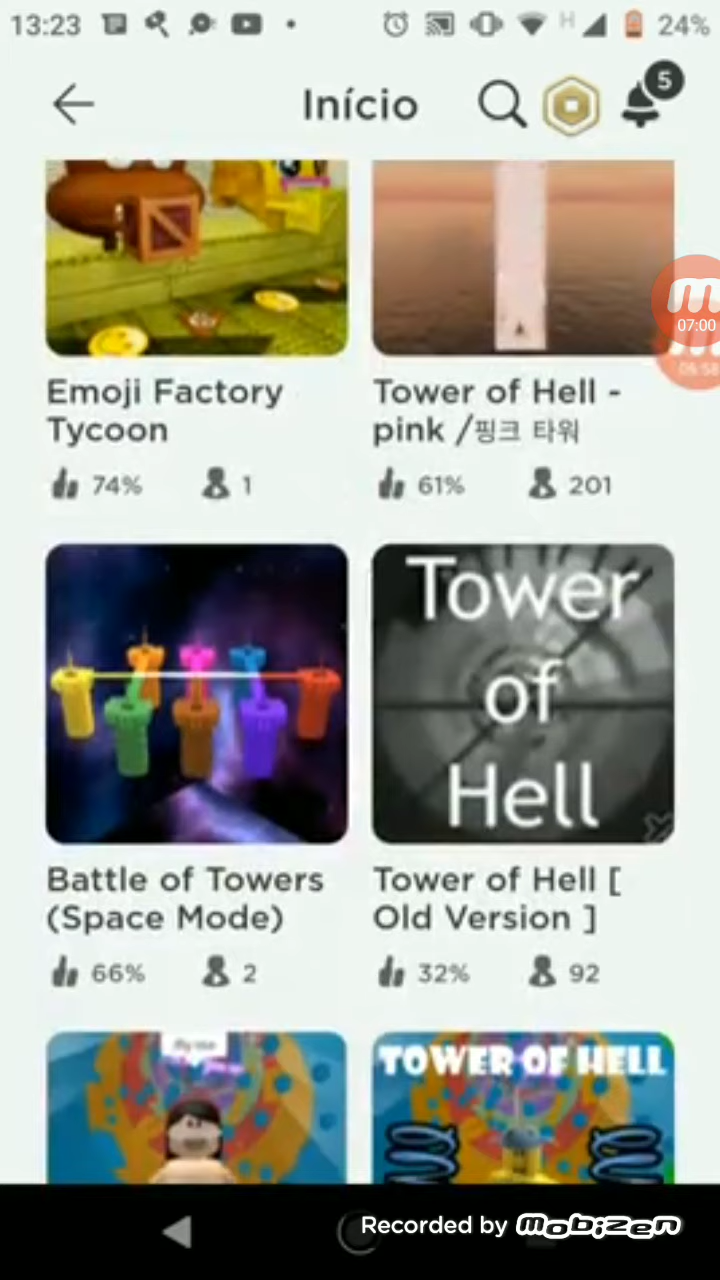 13:23
24%
Início
5
07:00
06:58
Emoji Factory Tycoon
Tower of Hell - pink /핑크 타워
74%
1
61%
201
H
Tower
of
Hell
Battle of Towers (Space Mode)
Tower of Hell [ Old Version ]
66%
2
32%
92
TOWER OF HELL
Recorded by mobizen